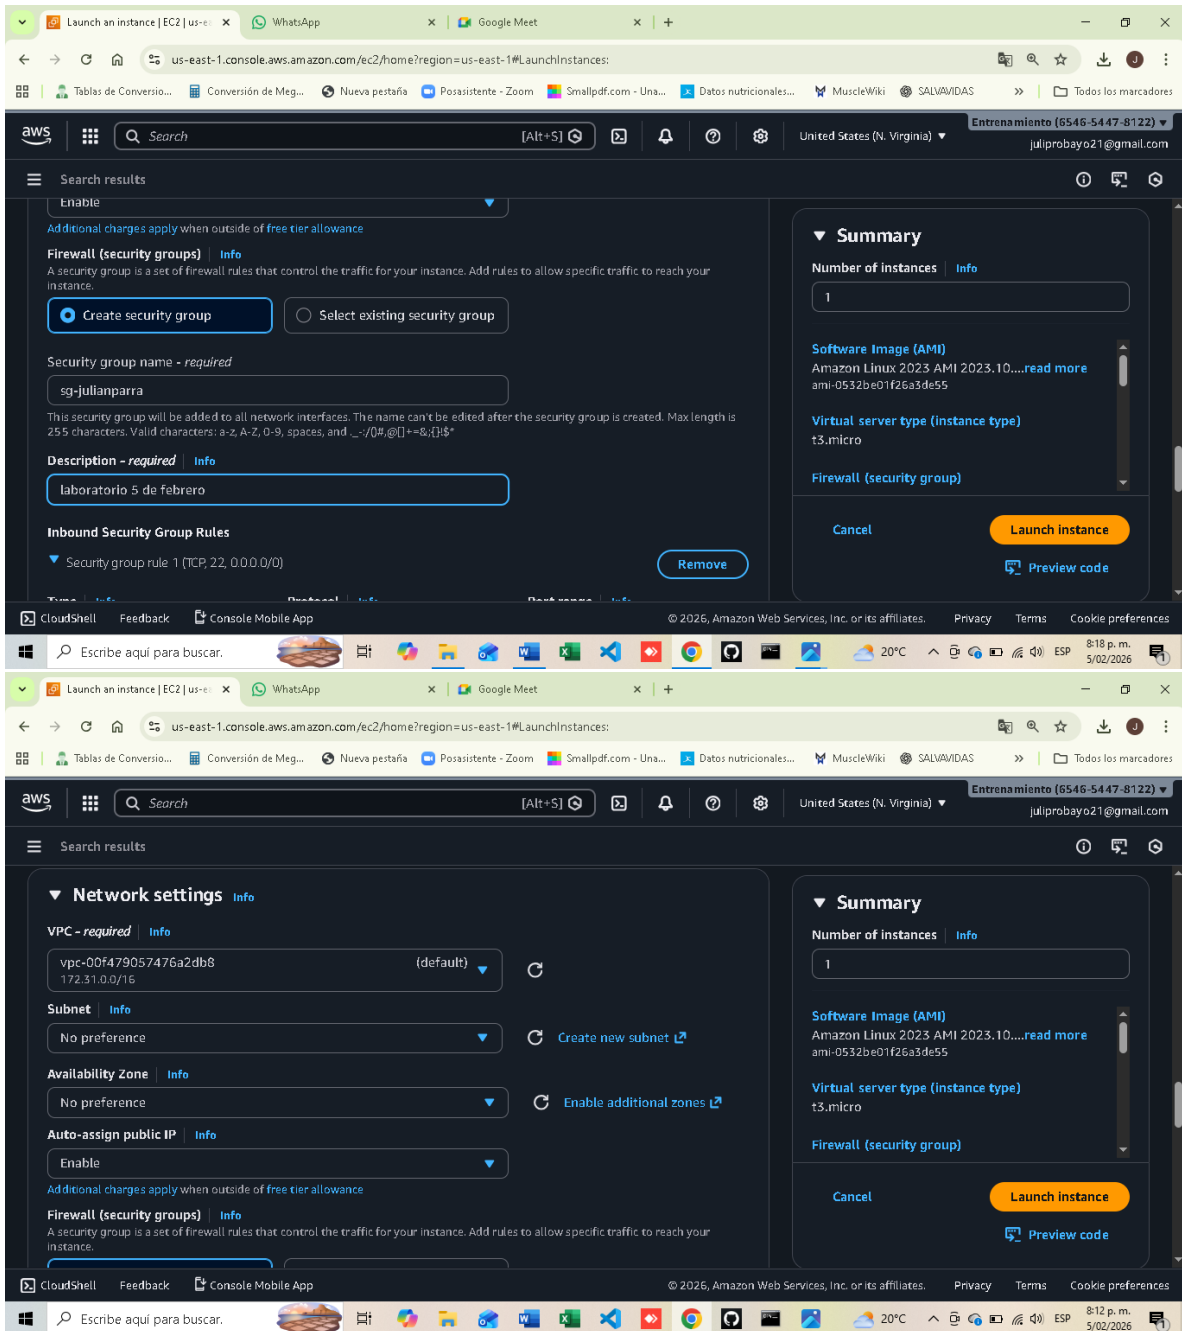 Launch an instance | EC2 | us-e
WhatsApp
Google Meet
us-east-1.console.aws.amazon.com/ec2/home?region=us-east-1#LaunchInstances:
Tablas de Conversio...
Conversión de Meg...
Nueva pestaña
Posasistente - Zoom
Smallpdf.com - Una...
Datos nutricionales...
MuscleWiki
SALVAVIDAS
»
Todos los marcadores
aws
Search
[Alt+S]
United States (N. Virginia)
Entrenamiento (6546-5447-8122)
juliprobayo21@gmail.com
Search results
Enable
Additional charges apply when outside of free tier allowance
Firewall (security groups) Info
A security group is a set of firewall rules that control the traffic for your instance. Add rules to allow specific traffic to reach your
instance.
Create security group
Select existing security group
Security group name - required
sg-julianparra
This security group will be added to all network interfaces. The name can't be edited after the security group is created. Max length is
255 characters. Valid characters: a-z, A-Z, 0-9, spaces, and ._-:/()#,@[]+=&;{}!$*
Description - required Info
laboratorio 5 de febrero
Inbound Security Group Rules
Security group rule 1 (TCP, 22, 0.0.0.0/0)
Remove
Type Info
Protocol Info
Port range Info
Summary
Number of instances Info
1
Software Image (AMI)
Amazon Linux 2023 AMI 2023.10....read more
ami-0532be01f26a3de55
Virtual server type (instance type)
t3.micro
Firewall (security group)
Cancel
Launch instance
Preview code
CloudShell
Feedback
Console Mobile App
© 2026, Amazon Web Services, Inc. or its affiliates.
Privacy
Terms
Cookie preferences
Escribe aquí para buscar.
20°C
ESP
8:18 p. m.
5/02/2026
Launch an instance | EC2 | us-e
WhatsApp
Google Meet
us-east-1.console.aws.amazon.com/ec2/home?region=us-east-1#LaunchInstances:
Tablas de Conversio...
Conversión de Meg...
Nueva pestaña
Posasistente - Zoom
Smallpdf.com - Una...
Datos nutricionales...
MuscleWiki
SALVAVIDAS
»
Todos los marcadores
aws
Search
[Alt+S]
United States (N. Virginia)
Entrenamiento (6546-5447-8122)
juliprobayo21@gmail.com
Search results
Network settings Info
VPC - required Info
vpc-00f479057476a2db8 (default)
172.31.0.0/16
Subnet Info
No preference
Create new subnet
Availability Zone Info
No preference
Enable additional zones
Auto-assign public IP Info
Enable
Additional charges apply when outside of free tier allowance
Firewall (security groups) Info
A security group is a set of firewall rules that control the traffic for your instance. Add rules to allow specific traffic to reach your
instance.
Summary
Number of instances Info
1
Software Image (AMI)
Amazon Linux 2023 AMI 2023.10....read more
ami-0532be01f26a3de55
Virtual server type (instance type)
t3.micro
Firewall (security group)
Cancel
Launch instance
Preview code
CloudShell
Feedback
Console Mobile App
© 2026, Amazon Web Services, Inc. or its affiliates.
Privacy
Terms
Cookie preferences
Escribe aquí para buscar.
20°C
ESP
8:12 p. m.
5/02/2026